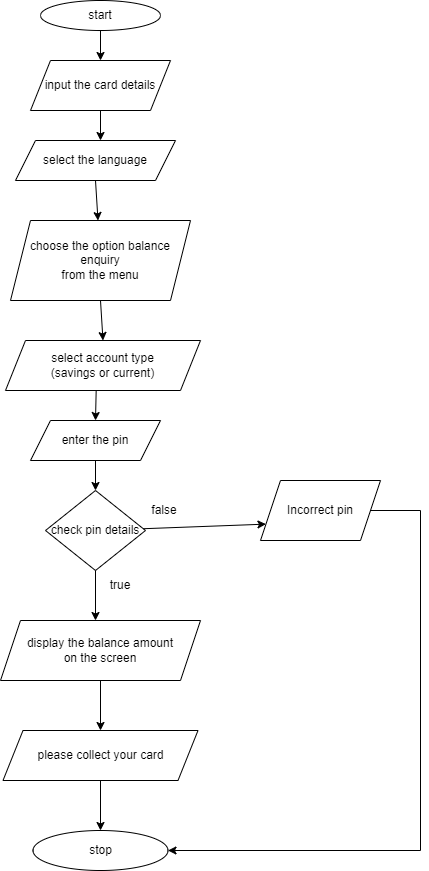 start
input the card details
select the language
choose the option balance
enquiry
from the menu
select account type
(savings or current)
enter the pin
check pin details
false
Incorrect pin
true
display the balance amount
on the screen
please collect your card
stop